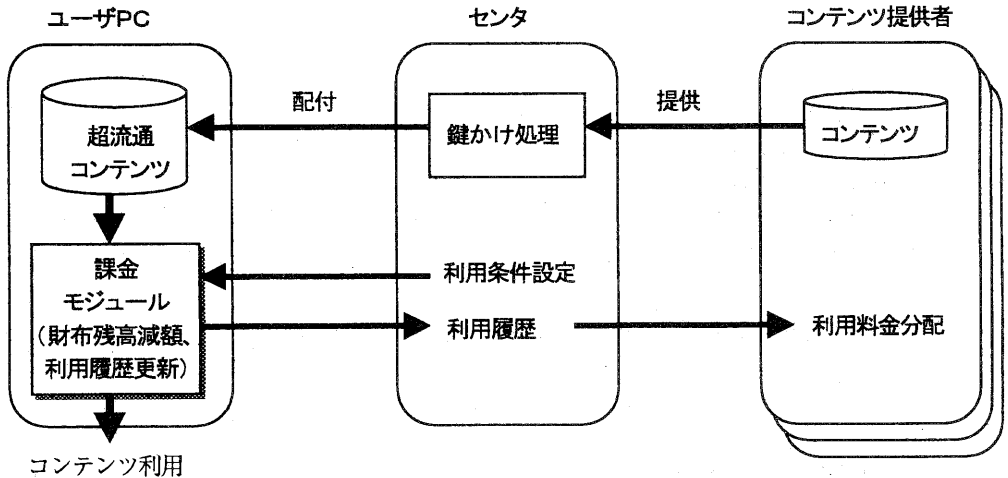 ユーザPC
センタ
コンテンツ提供者
配付
提供
超流通
コンテンツ
鍵かけ処理
コンテンツ
課金
モジュール
(財布残高減額、
利用履歴更新)
利用条件設定
利用履歴
利用料金分配
コンテンツ利用